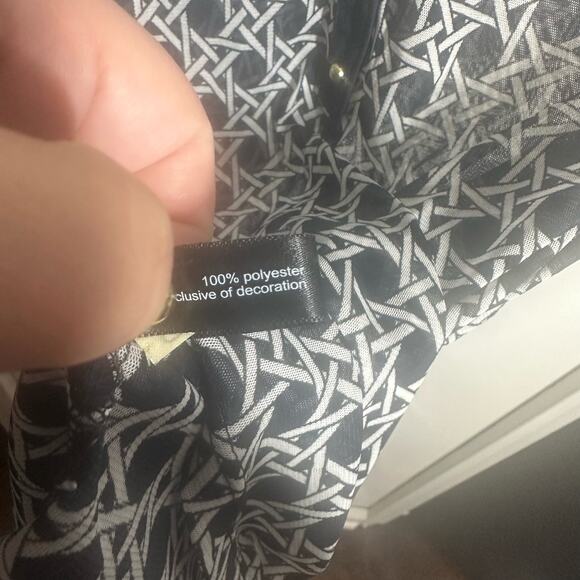 100% polyester
clusive of decoration